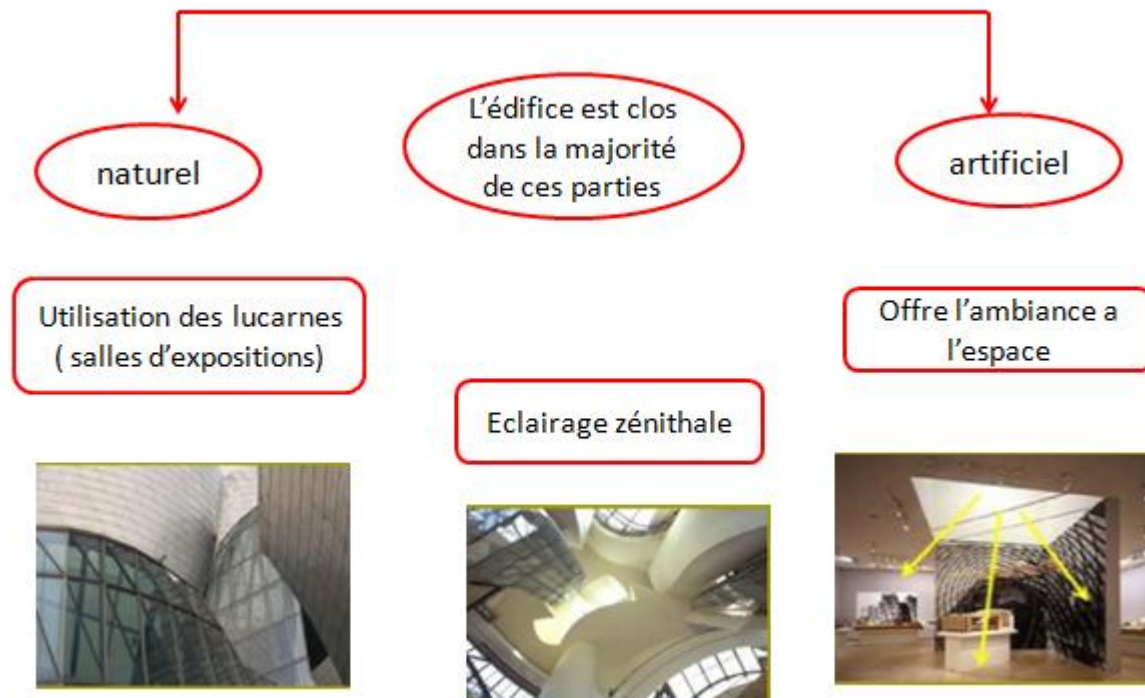 naturel
L’édifice est clos
dans la majorité
de ces parties
artificiel
Utilisation des lucarnes
( salles d’expositions)
Eclairage zénithale
Offre l’ambiance a
l’espace